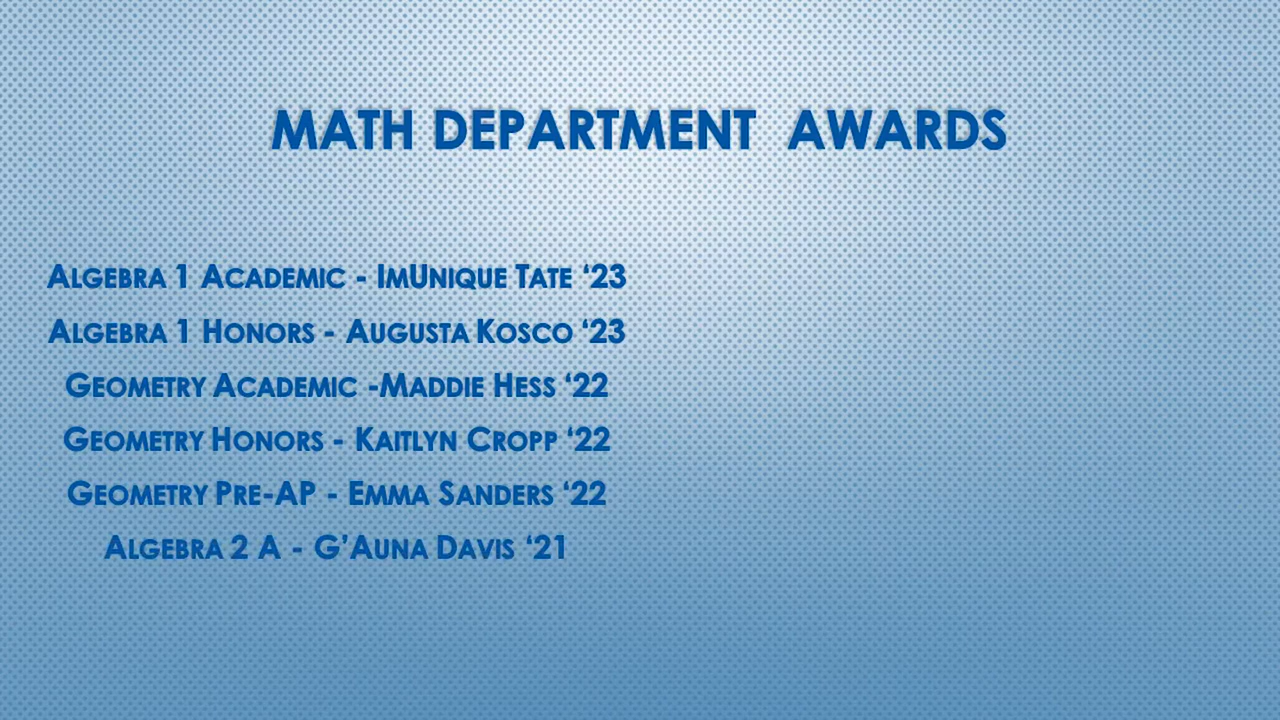 MATH DEPARTMENT  AWARDS
Algebra 1 Academic - ImUnique Tate ‘23
Algebra 1 Honors - Augusta Kosco ‘23
Geometry Academic -Maddie Hess ‘22
Geometry Honors - Kaitlyn Cropp ‘22
Geometry Pre-AP - Emma Sanders ‘22
Algebra 2 A - G’Auna Davis ‘21